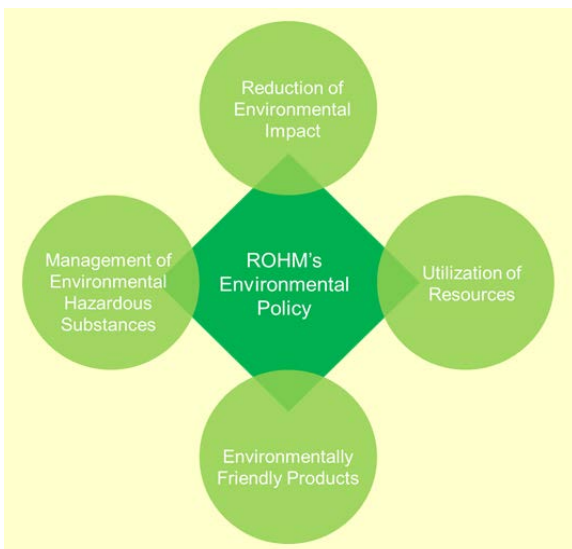 Reduction of
Environmental
Impact
Management of
Environmental
Hazardous
Substances
ROHM's
Environmental
Policy
Utilization of
Resources
Environmentally
Friendly Products